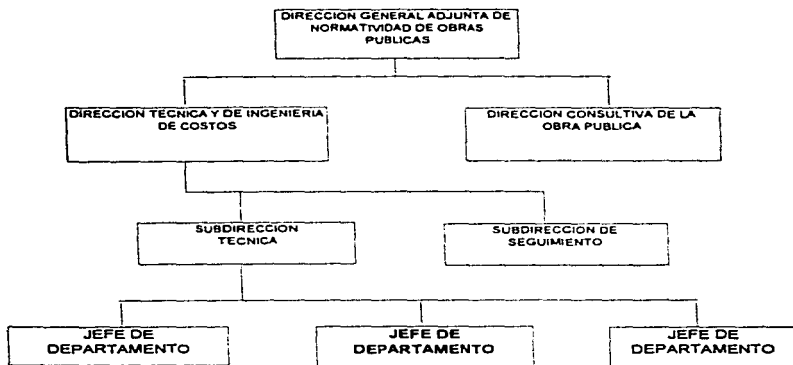 DIRECCION GENERAL ADJUNTA DE
NORMATIVIDAD DE OBRAS
PUBLICAS
DIRECCION TECNICA Y DE INGENIERIA
DE COSTOS
DIRECCION CONSULTIVA DE LA
OBRA PUBLICA
SUBDIRECCION
TECNICA
SUBDIRECCION DE
SEGUIMIENTO
JEFE DE
DEPARTAMENTO
JEFE DE
DEPARTAMENTO
JEFE DE
DEPARTAMENTO